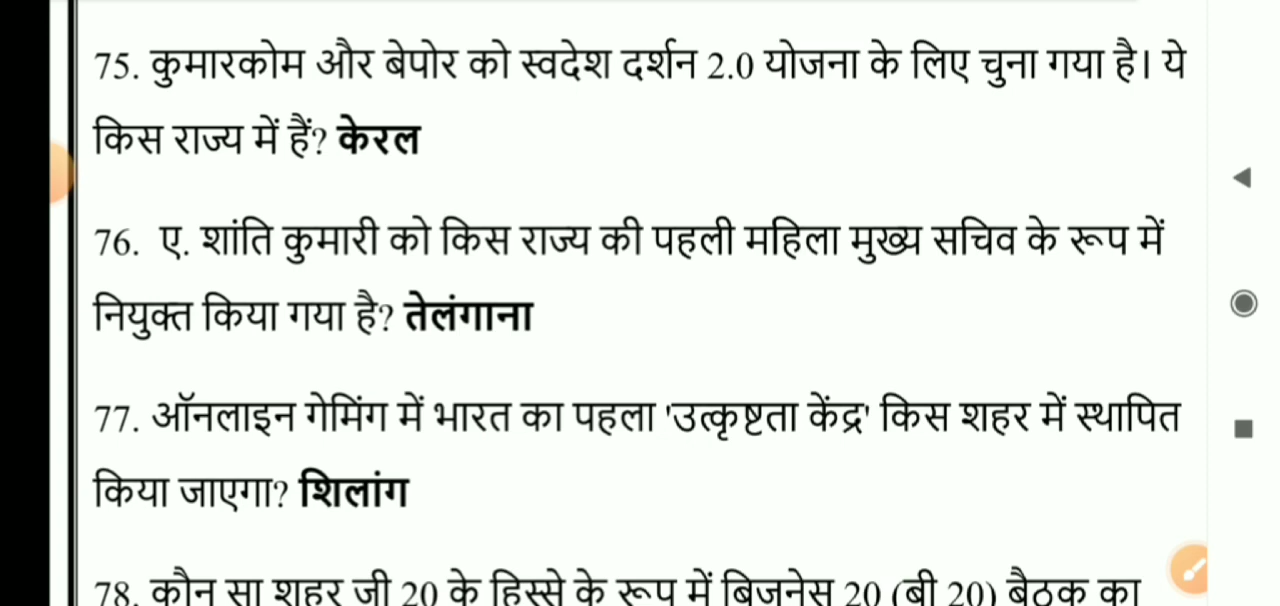 75. कुमारकोम और बेपोर को स्वदेश दर्शन 2.0 योजना के लिए चुना गया है। ये
किस राज्य में हैं? केरल
76. ए. शांति कुमारी को किस राज्य की पहली महिला मुख्य सचिव के रूप में
नियुक्त किया गया है? तेलंगाना
77. ऑनलाइन गेमिंग में भारत का पहला 'उत्कृष्टता केंद्र' किस शहर में स्थापित
किया जाएगा? शिलांग
78. कौन सा शहर जी 20 के हिस्से के रूप में बिजनेस 20 (बी 20) बैठक का